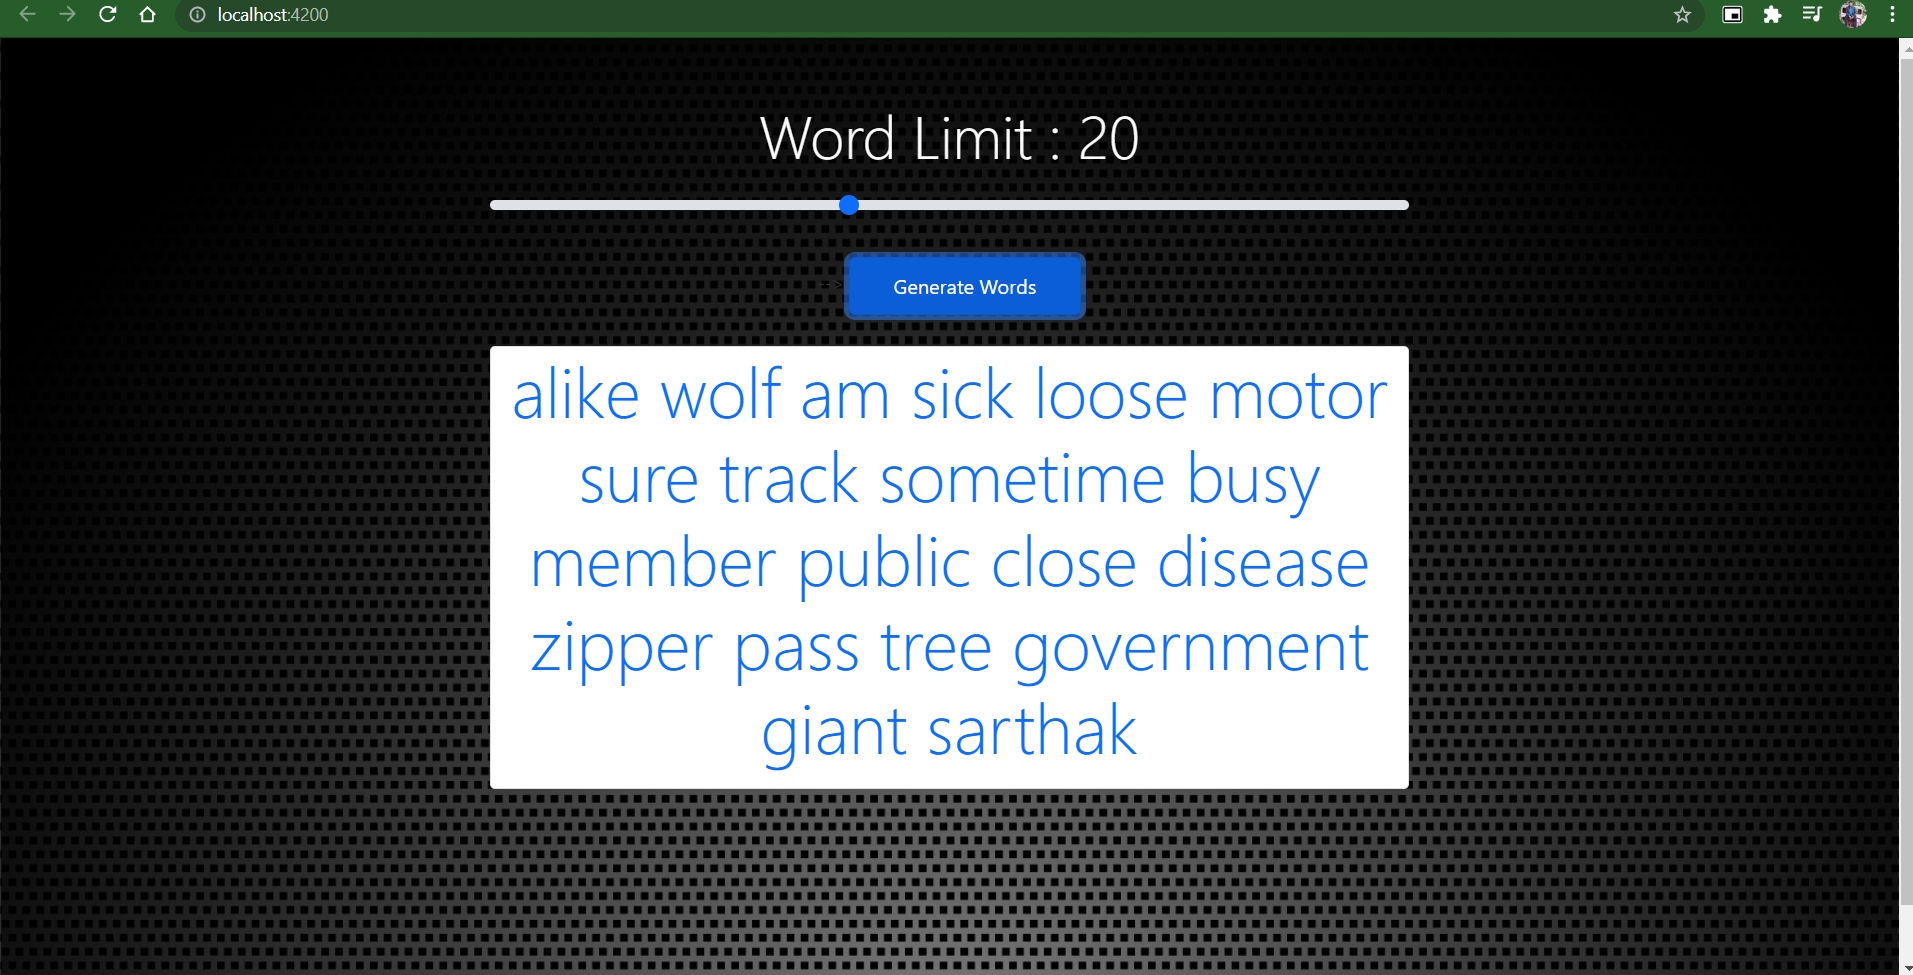 localhost:4200
Word Limit : 20
-->
Generate Words
alike wolf am sick loose motor
sure track sometime busy
member public close disease
zipper pass tree government
giant sarthak